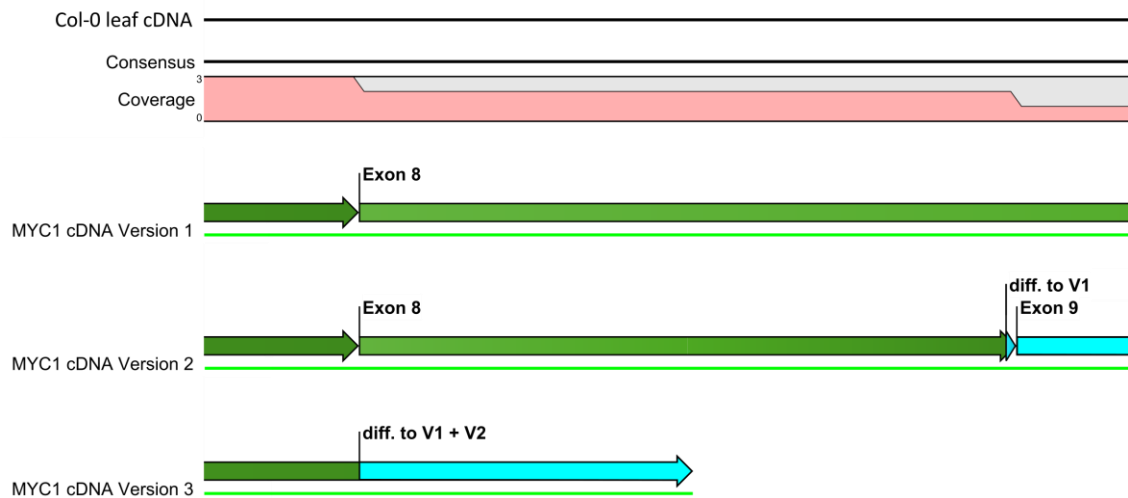 Col-0 leaf cDNA
Consensus
3
Coverage
0
Exon 8
MYC1 cDNA Version 1
diff. to V1
Exon 8
Exon 9
MYC1 cDNA Version 2
diff. to V1 + V2
MYC1 cDNA Version 3